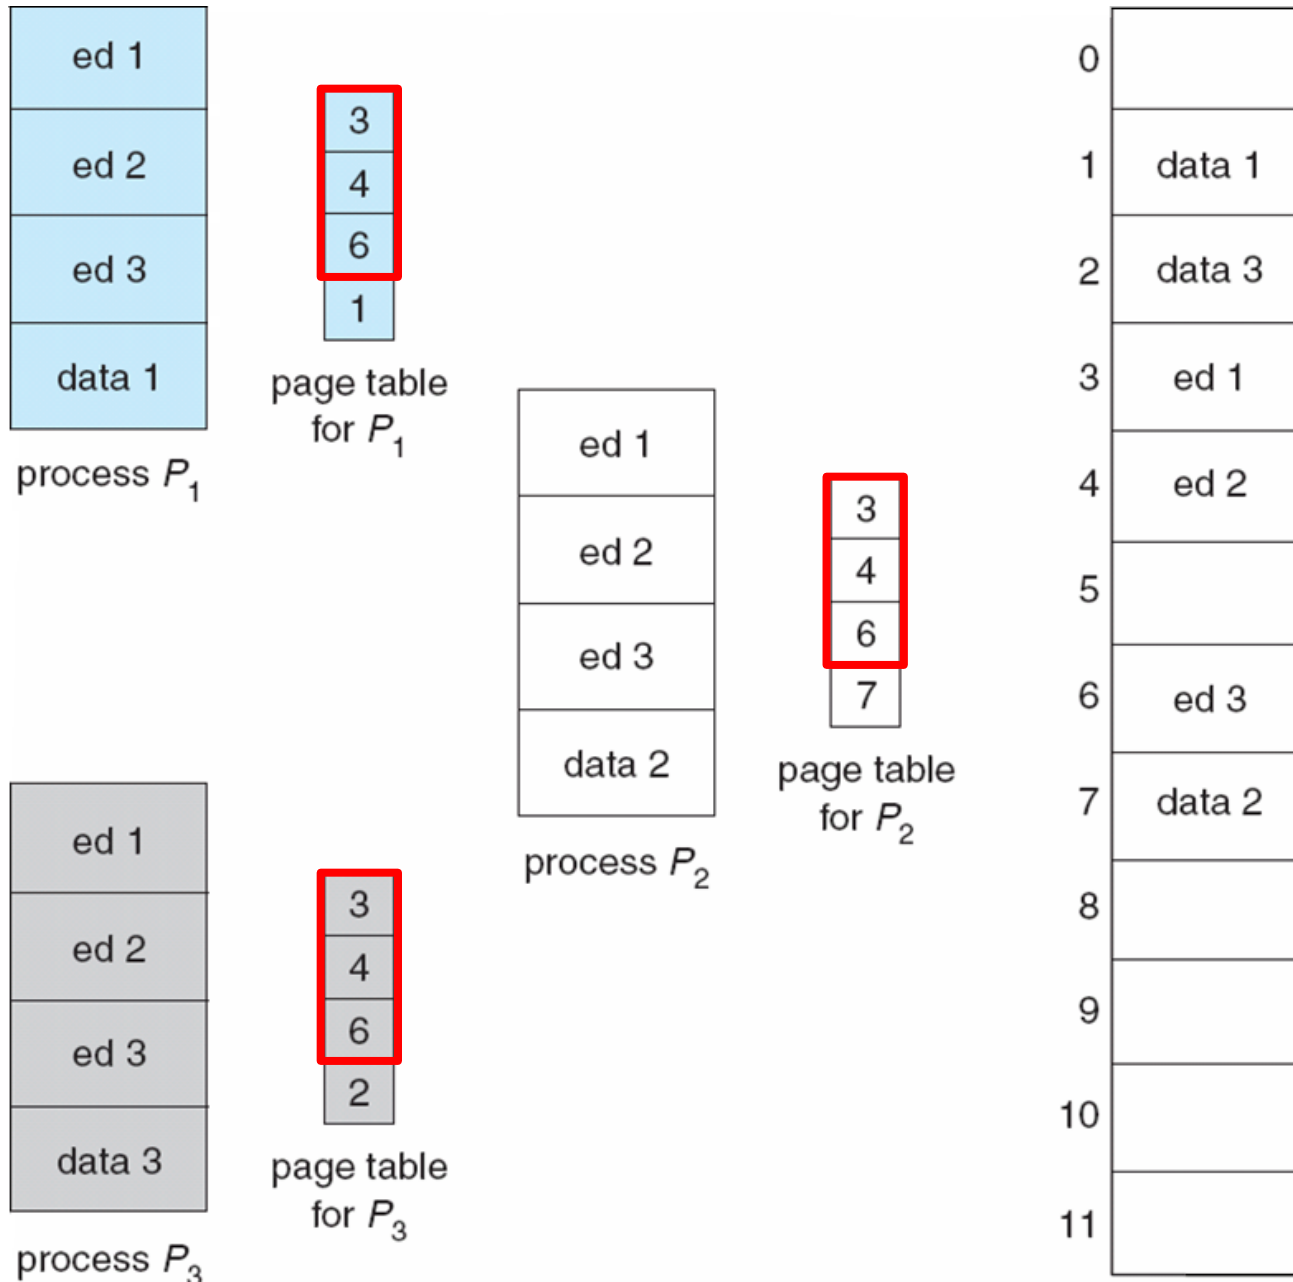 ed 1
ed 2
ed 3
data 1
process P1
3
4
6
1
page table
for P1
ed 1
ed 2
ed 3
data 2
process P2
3
4
6
7
page table
for P2
ed 1
ed 2
ed 3
data 3
process P3
3
4
6
2
page table
for P3
0
1 data 1
2 data 3
3 ed 1
4 ed 2
5
6 ed 3
7 data 2
8
9
10
11